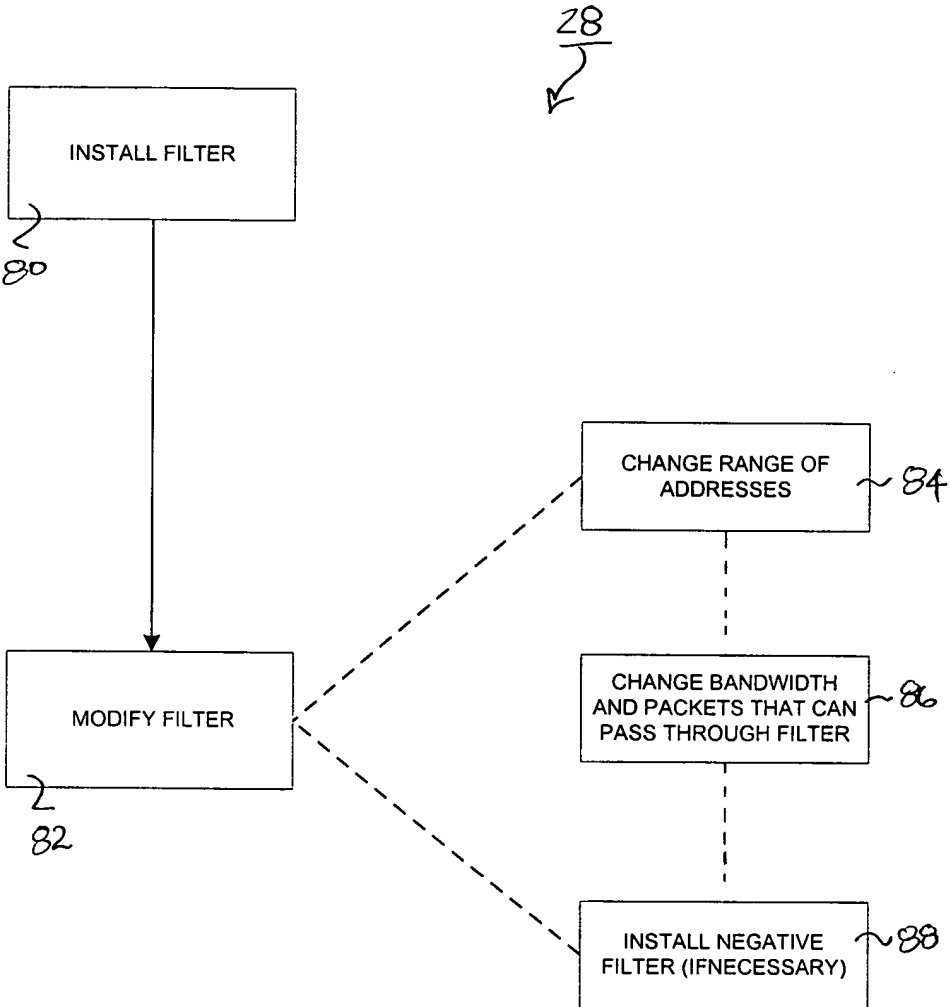 28
INSTALL FILTER
80
CHANGE RANGE OF
ADDRESSES
84
CHANGE BANDWIDTH
AND PACKETS THAT CAN
PASS THROUGH FILTER
86
MODIFY FILTER
82
INSTALL NEGATIVE
FILTER (IFNECESSARY)
88